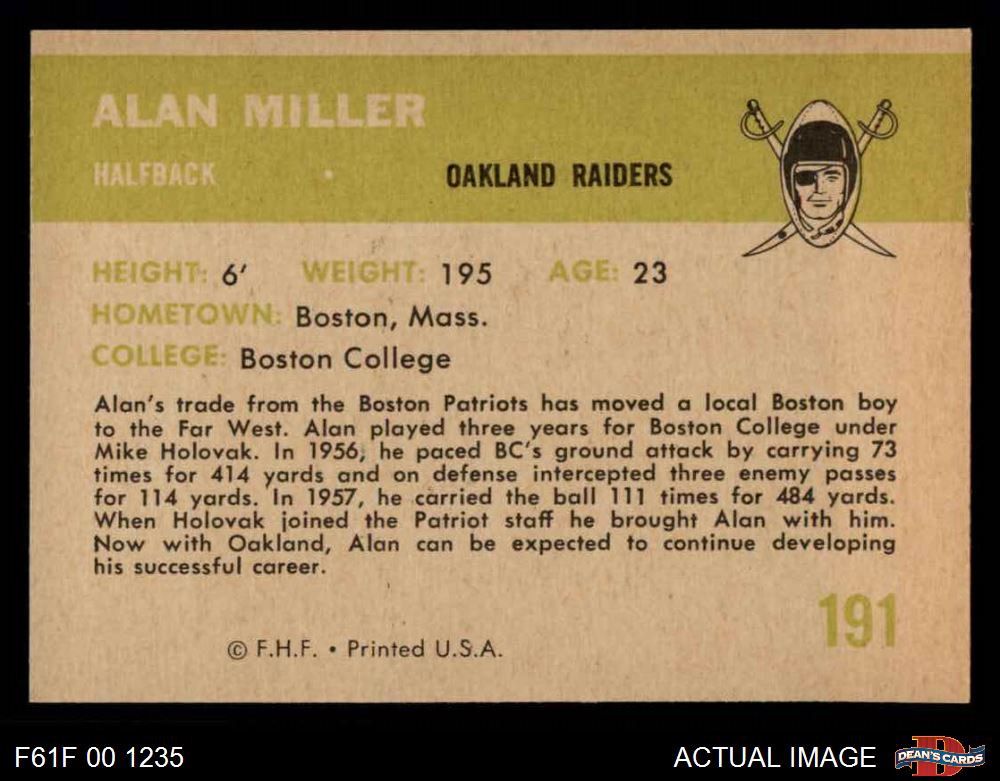 ALAN MILLER
HALFBACK • OAKLAND RAIDERS
HEIGHT: 6' WEIGHT: 195 AGE: 23
HOMETOWN: Boston, Mass.
COLLEGE: Boston College
Alan's trade from the Boston Patriots has moved a local Boston boy
to the Far West. Alan played three years for Boston College under
Mike Holovak. In 1956, he paced BC's ground attack by carrying 73
times for 414 yards and on defense intercepted three enemy passes
for 114 yards. In 1957, he carried the ball 111 times for 484 yards.
When Holovak joined the Patriot staff he brought Alan with him.
Now with Oakland, Alan can be expected to continue developing
his successful career.
191
© F.H.F. • Printed U.S.A.
F61F 00 1235
ACTUAL IMAGE
D
DEAN'S CARDS